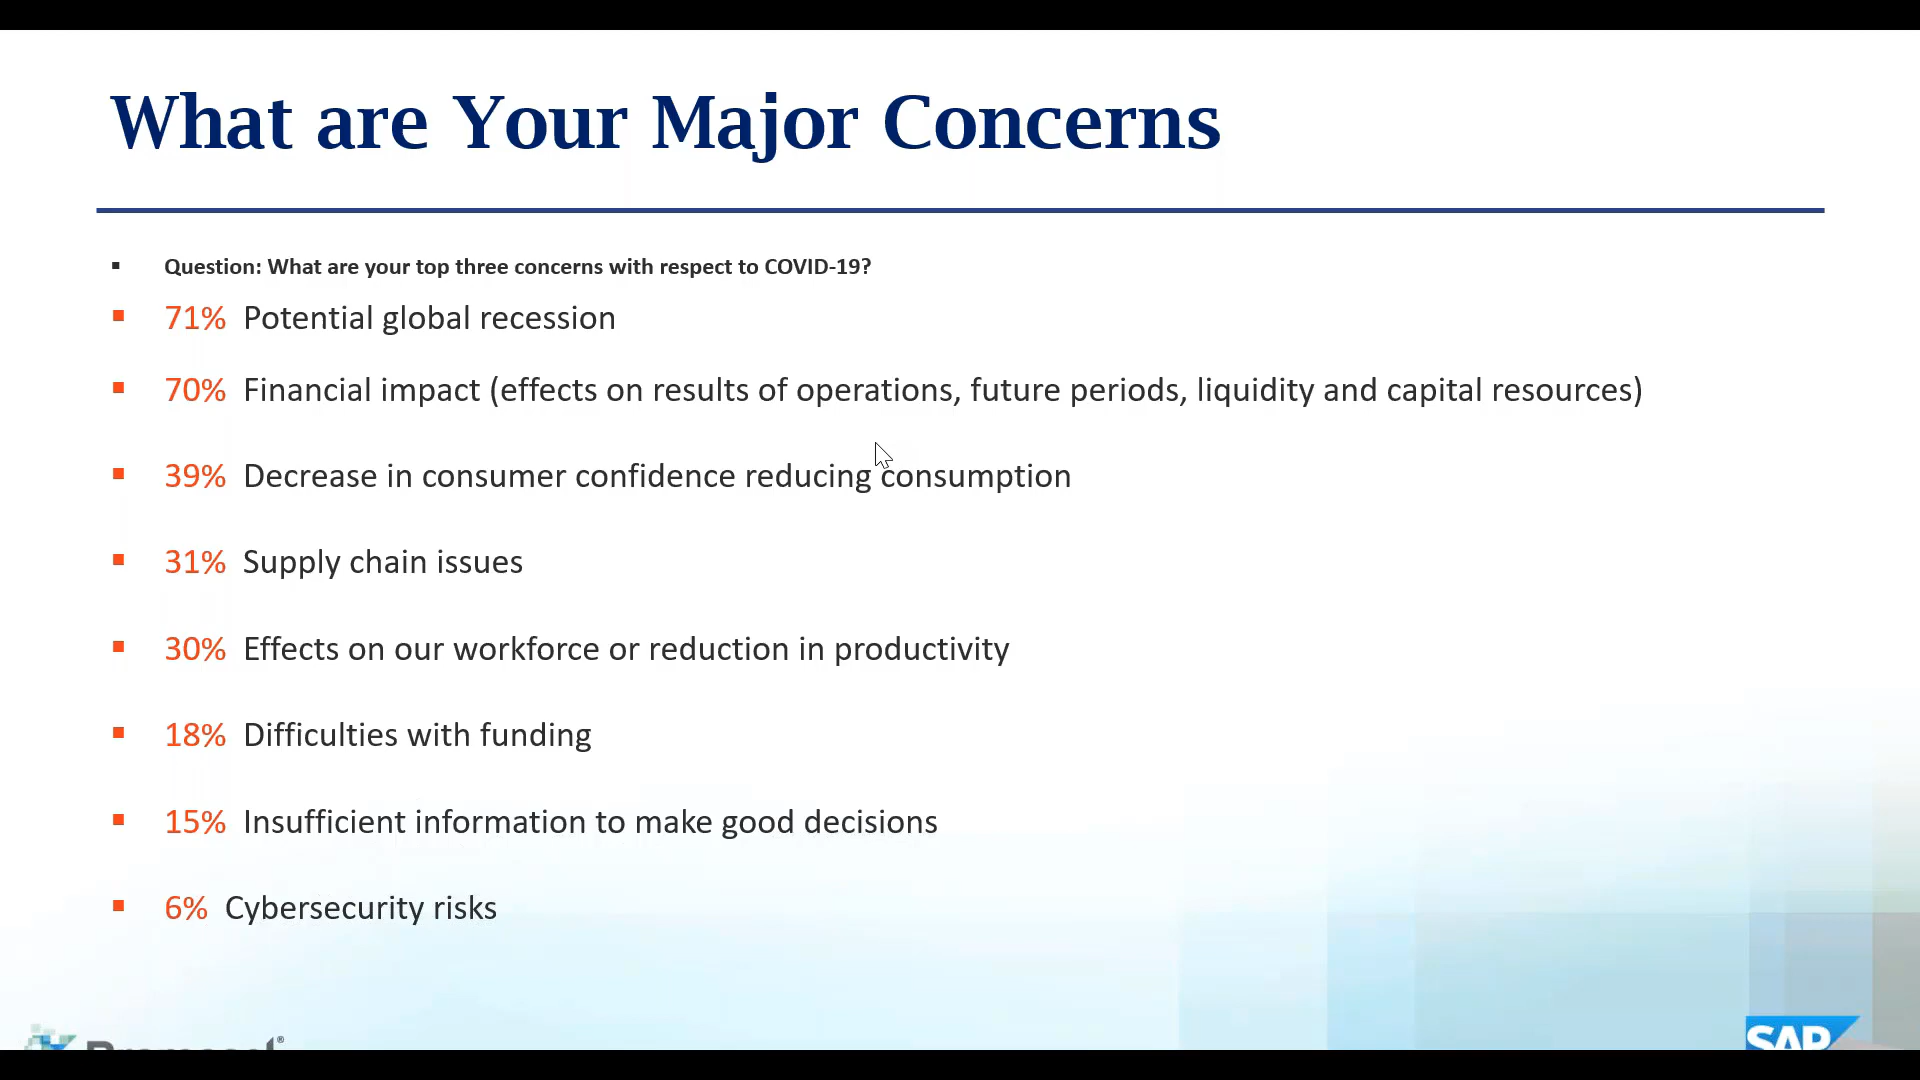 What are Your Major Concerns
▪ Question: What are your top three concerns with respect to COVID-19?
▪ 71% Potential global recession
▪ 70% Financial impact (effects on results of operations, future periods, liquidity and capital resources)
▪ 39% Decrease in consumer confidence reducing consumption
▪ 31% Supply chain issues
▪ 30% Effects on our workforce or reduction in productivity
▪ 18% Difficulties with funding
▪ 15% Insufficient information to make good decisions
▪ 6% Cybersecurity risks
SAP